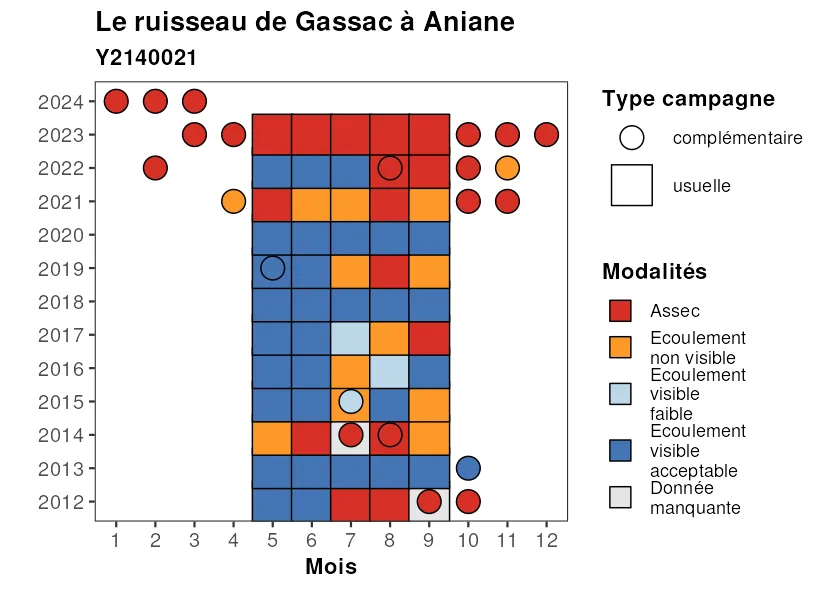 Le ruisseau de Gassac à Aniane
Y2140021
2024
2023
2022
2021
2020
2019
2018
2017
2016
2015
2014
2013
2012
1 2 3 4 5 6 7 8 9 10 11 12
Mois
Type campagne
complémentaire
usuelle
Modalités
Assec
Ecoulement
non visible
Ecoulement
visible
faible
Ecoulement
visible
acceptable
Donnée
manquante